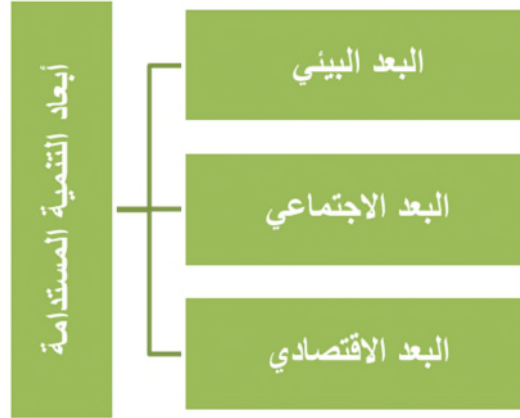 أبعاد التنمية المستدامة
البعد البيئي
البعد الاجتماعي
البعد الاقتصادي